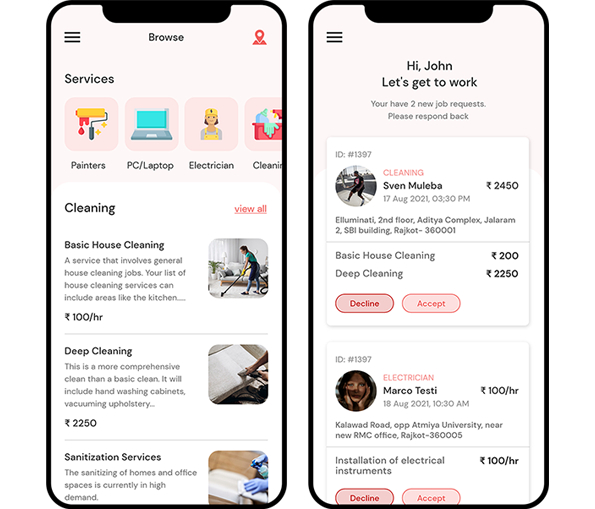 Browse
Services
Painters
PC/Laptop
Electrician
Cleanin
Cleaning
view all
Basic House Cleaning
A service that involves general
house cleaning jobs. Your list of
house cleaning services can
include areas like the kitchen....
₹ 100/hr
Deep Cleaning
This is a more comprehensive
clean than a basic clean. It will
include hand washing cabinets,
vacuuming upholstery...
₹ 2250
Sanitization Services
The sanitizing of homes and office
spaces is currently in high
demand.
Hi, John
Let's get to work
Your have 2 new job requests.
Please respond back
ID: #1397
CLEANING
Sven Muleba
₹ 2450
17 Aug 2021, 03:30 PM
Elluminati, 2nd floor, Aditya Complex, Jalaram
2, SBI building, Rajkot- 360001
Basic House Cleaning
₹ 200
Deep Cleaning
₹ 2250
Decline
Accept
ID: #1397
ELECTRICIAN
Marco Testi
₹ 100/hr
18 Aug 2021, 10:30 AM
Kalawad Road, opp Atmiya University, near
new RMC office, Rajkot-360005
Installation of electrical
instruments
₹ 100/hr
Decline
Accept